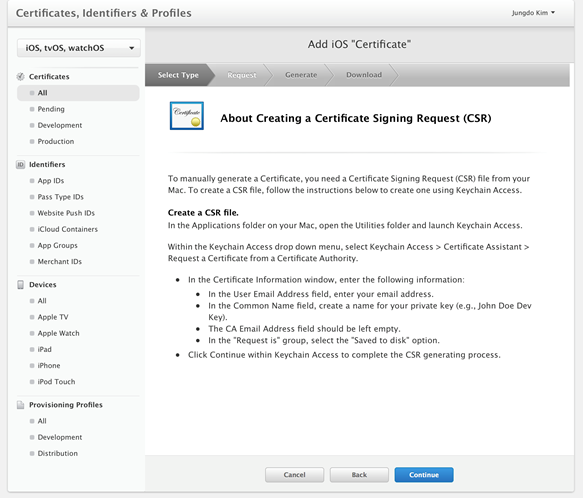 Certificates, Identifiers & Profiles
Jungdo Kim
iOS, tvOS, watchOS
Certificates
All
Pending
Development
Production
Identifiers
App IDs
Pass Type IDs
Website Push IDs
iCloud Containers
App Groups
Merchant IDs
Devices
All
Apple TV
Apple Watch
iPad
iPhone
iPod Touch
Provisioning Profiles
All
Development
Distribution
Add iOS "Certificate"
Select Type
Request
Generate
Download
Certificate
About Creating a Certificate Signing Request (CSR)
To manually generate a Certificate, you need a Certificate Signing Request (CSR) file from your
Mac. To create a CSR file, follow the instructions below to create one using Keychain Access.
Create a CSR file.
In the Applications folder on your Mac, open the Utilities folder and launch Keychain Access.
Within the Keychain Access drop down menu, select Keychain Access > Certificate Assistant >
Request a Certificate from a Certificate Authority.
In the Certificate Information window, enter the following information:
In the User Email Address field, enter your email address.
In the Common Name field, create a name for your private key (e.g., John Doe Dev
Key).
The CA Email Address field should be left empty.
In the "Request is" group, select the "Saved to disk" option.
Click Continue within Keychain Access to complete the CSR generating process.
Cancel
Back
Continue